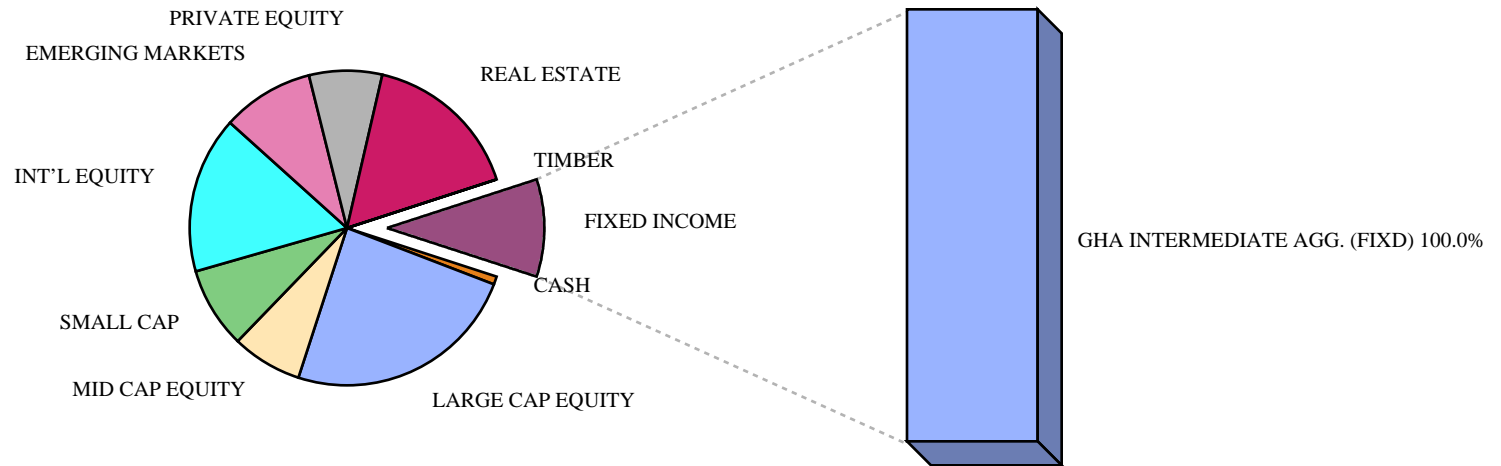 PRIVATE EQUITY
EMERGING MARKETS
REAL ESTATE
TIMBER
INT'L EQUITY
FIXED INCOME
GHA INTERMEDIATE AGG. (FIXD) 100.0%
CASH
SMALL CAP
MID CAP EQUITY
LARGE CAP EQUITY